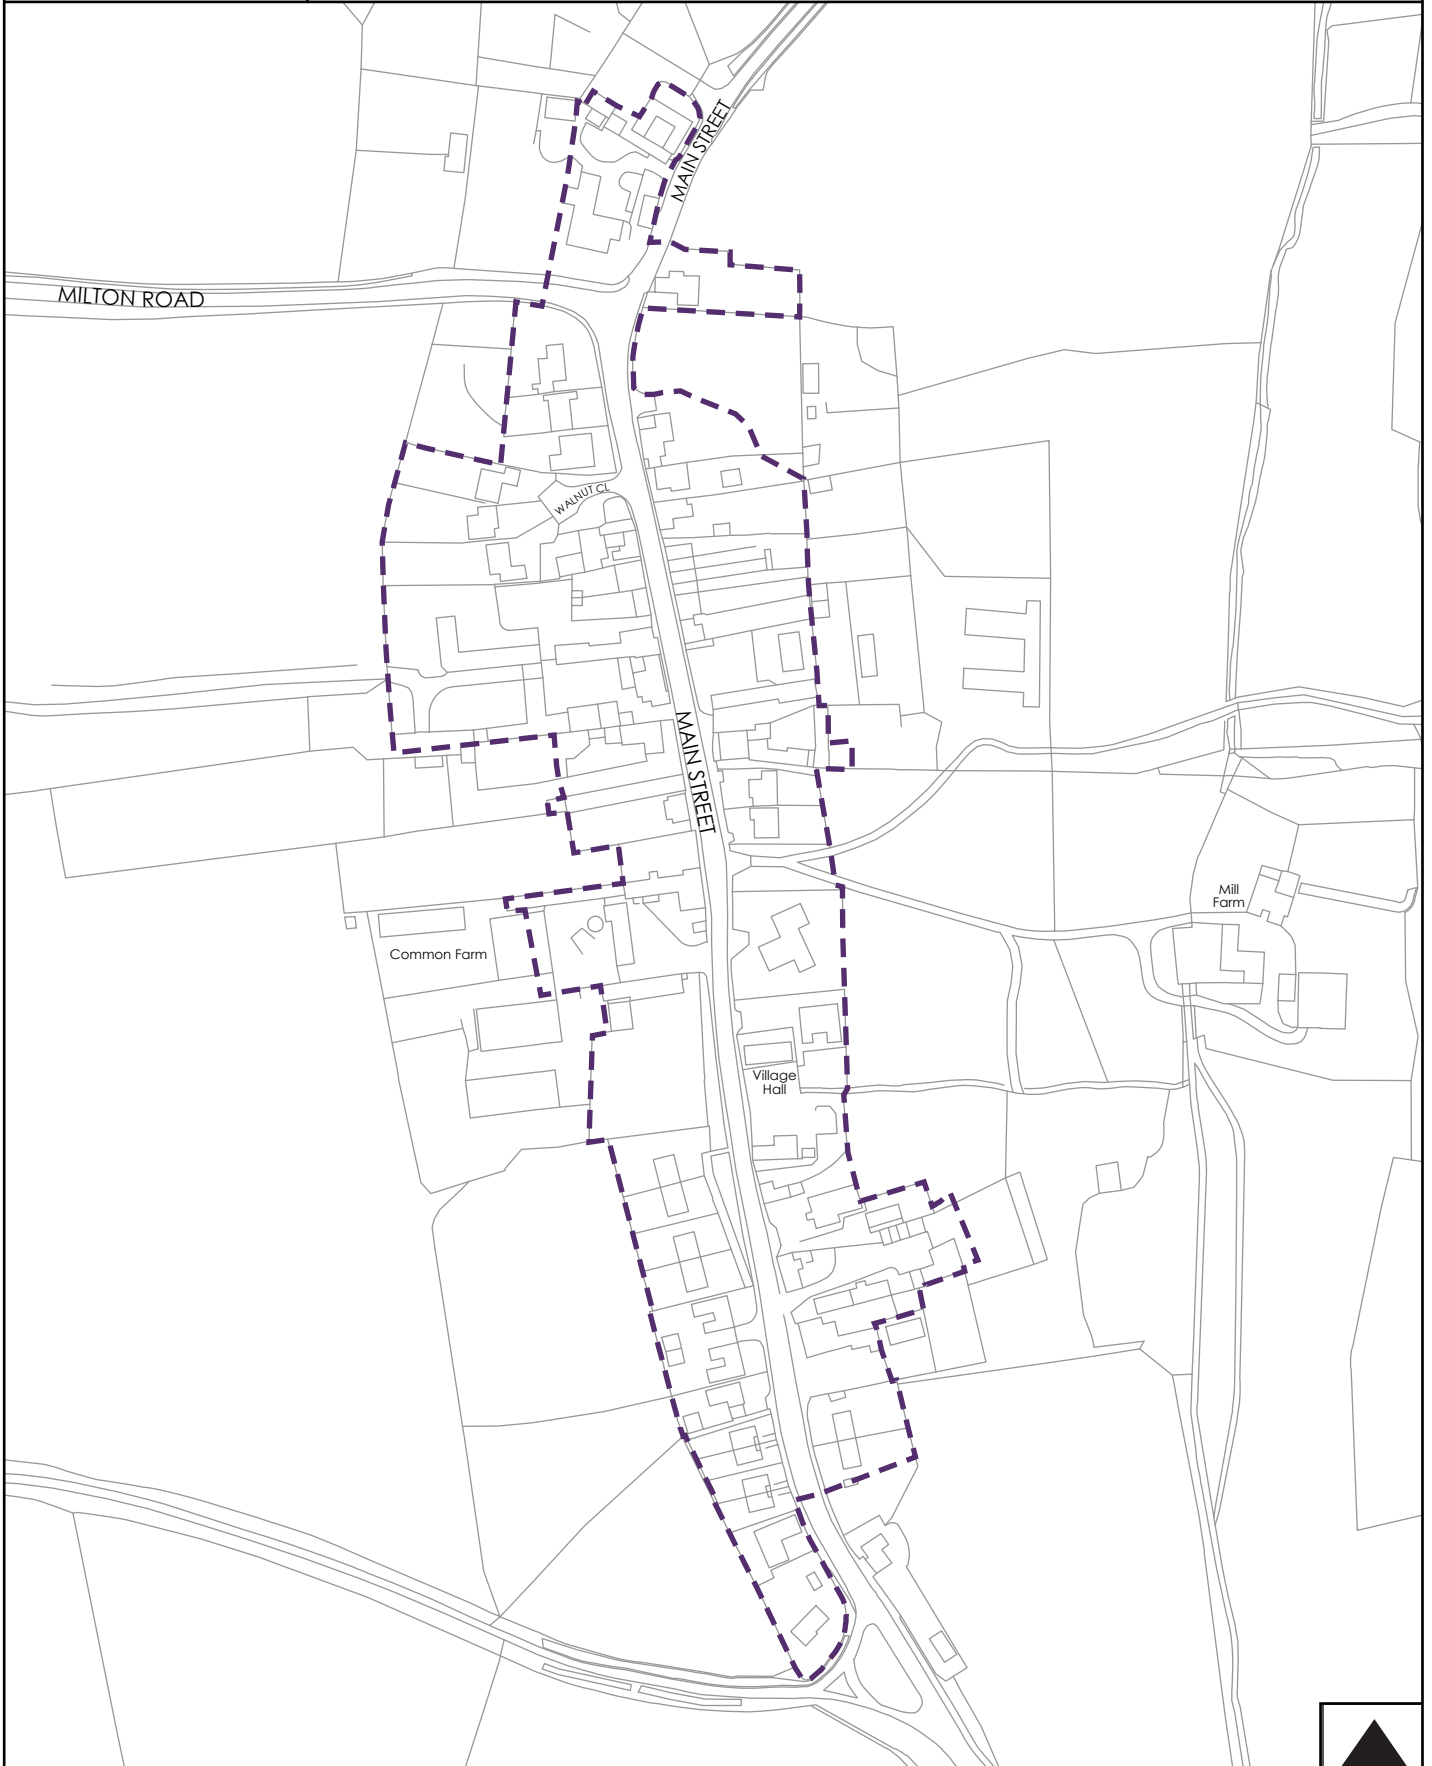 MAIN STREET
MILTON ROAD
WALNUT CL
MAIN STREET
Mill
Farm
Common Farm
Village
Hall